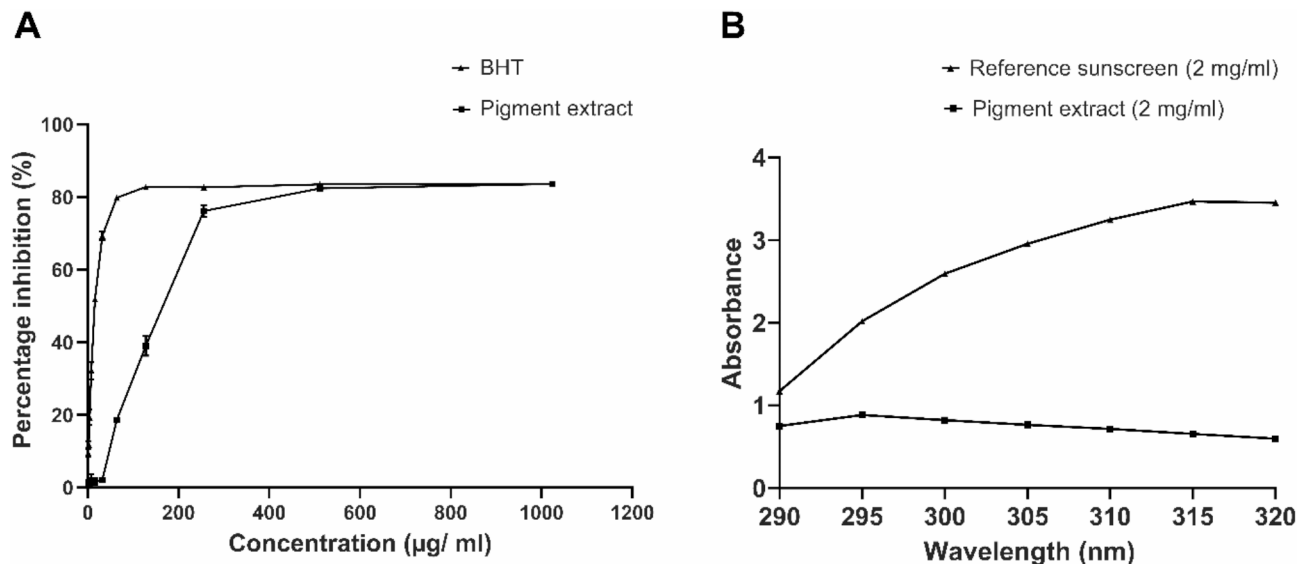 A
BHT
Pigment extract
Percentage inhibition (%)
100
80
60
40
20
0
0 200 400 600 800 1000 1200
Concentration (µg/ ml)
B
Reference sunscreen (2 mg/ml)
Pigment extract (2 mg/ml)
Absorbance
4
3
2
1
0
290 295 300 305 310 315 320
Wavelength (nm)